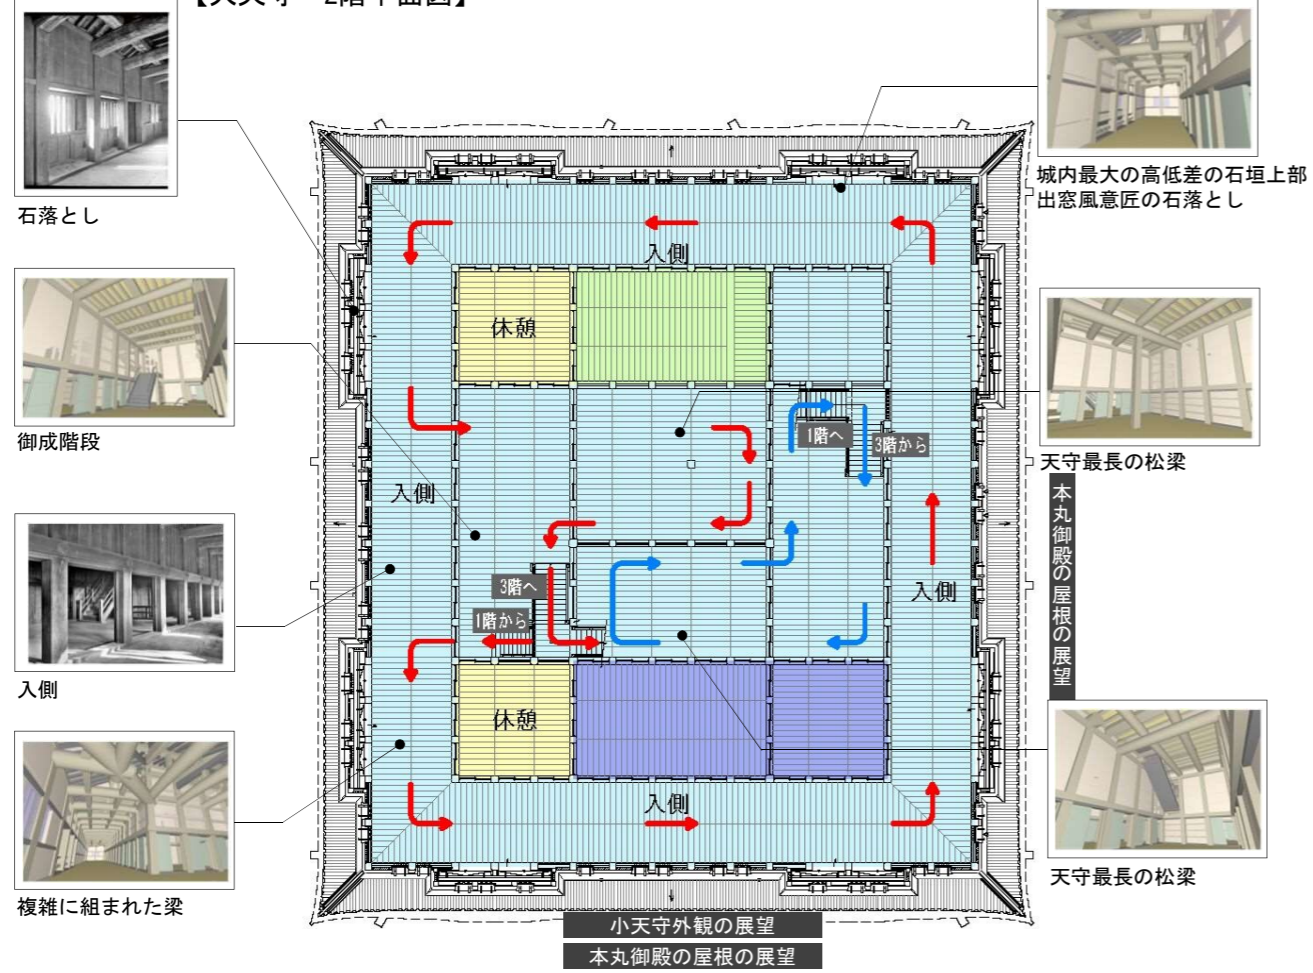 【大天守 2階平面図】
石落とし
城内最大の高低差の石垣上部
出窓風意匠の石落とし
入側
休憩
御成階段
1階へ
3階から
天守最長の松梁
入側
本丸御殿の屋根の展望
3階へ
1階から
入側
入側
休憩
入側
複雑に組まれた梁
天守最長の松梁
小天守外観の展望
本丸御殿の屋根の展望